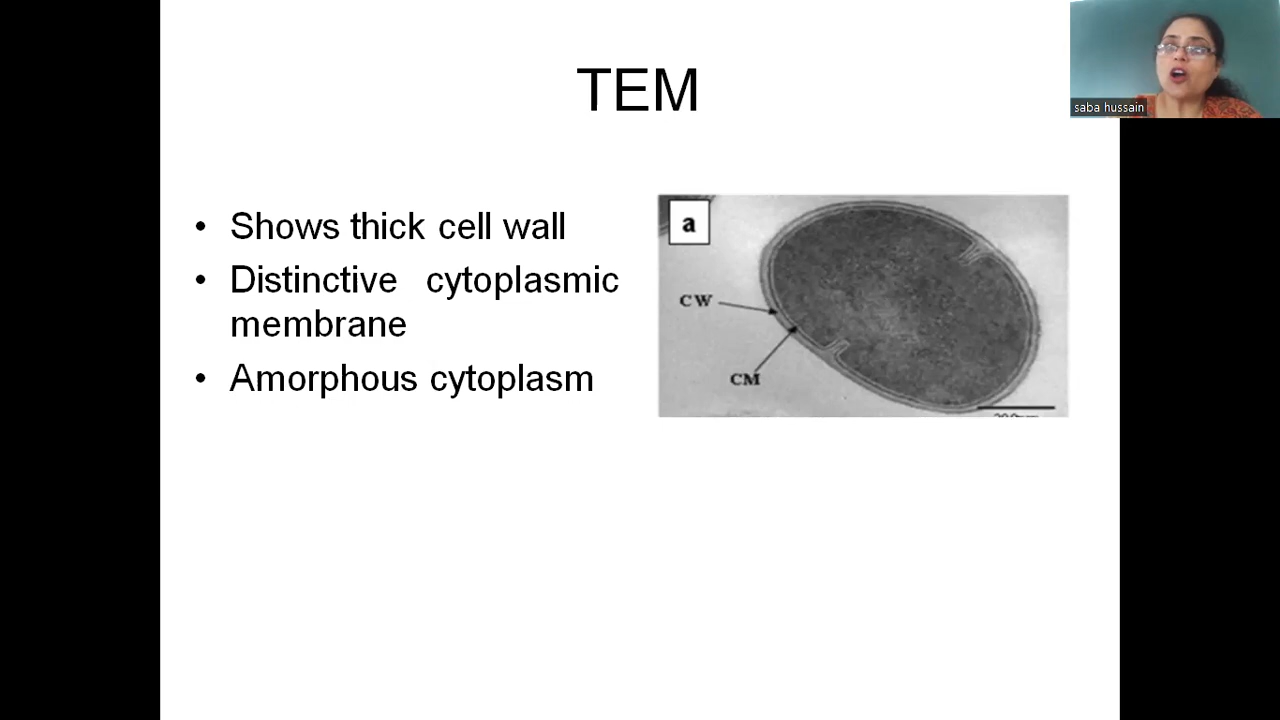 TEM
saba hussain
• Shows thick cell wall
• Distinctive cytoplasmic
membrane
• Amorphous cytoplasm
a
CW
CM